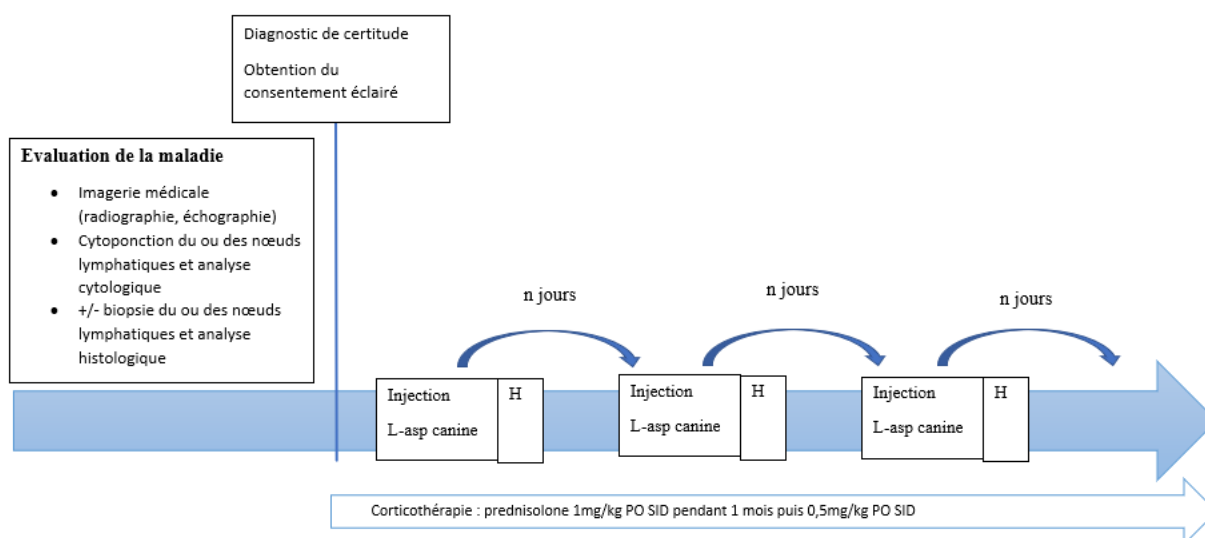 Diagnostic de certitude
Obtention du
consentement éclairé
Evaluation de la maladie
• Imagerie médicale
(radiographie, échographie)
• Cytoponction du ou des nœuds
lymphatiques et analyse
cytologique
• +/- biopsie du ou des nœuds
lymphatiques et analyse
histologique
n jours
n jours
n jours
Injection
L-asp canine
H
Injection
L-asp canine
H
Injection
L-asp canine
H
Corticothérapie : prednisolone 1mg/kg PO SID pendant 1 mois puis 0,5mg/kg PO SID